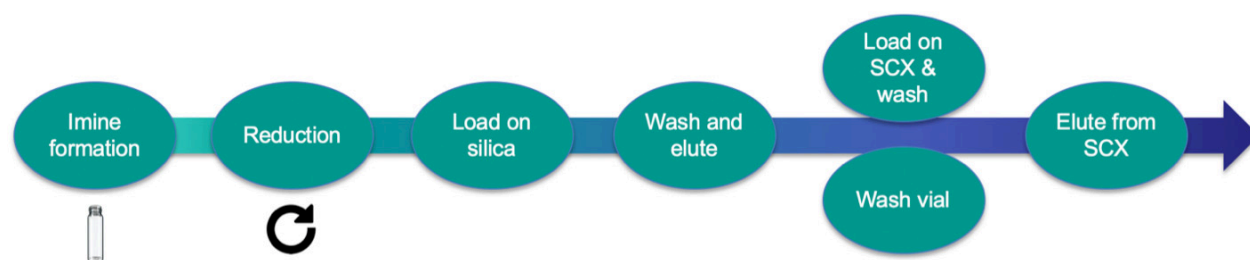 Imine
formation
Reduction
Load on
silica
Wash and
elute
Load on
SCX &
wash
Wash vial
Elute from
SCX